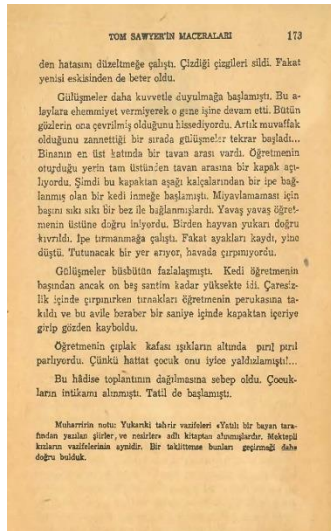 TOM SAWYER'İN MACERALARI 173
den hatasını düzeltmeğe çalıştı. Çizdiği çizgileri sildi. Fakat
yenisi eskisinden de beter oldu.
Gülüşmeler daha kuvvetle duyulmağa başlamıştı. Bu a-
laylara ehemmiyet vermiyerek o gene işine devam etti. Bütün
gözlerin ona çevrilmiş olduğunu hissediyordu. Artık muvaffak
olduğunu zannettiği bir sırada gülüşmeler tekrar başladı...
Binanın en üst katında bir tavan arası vardı. Öğretmenin
oturduğu yerin tam üstünden tavan arasına bir kapak açı-
lıyordu. Şimdi bu kapaktan aşağı kalçalarından bir ipe bağ-
lanmış olan bir kedi inmeğe başlamıştı. Miyavlamaması için
başını sıkı sıkı bir bez ile bağlanmışlardı. Yavaş yavaş öğret-
menin üstüne doğru iniyordu. Birden hayvan yukarı doğru
kıvrıldı. İpe tırmanmağa çalıştı. Fakat ayakları kaydı, yine
düştü. Tutunacak bir yer arıyor, havada çırpınıyordu.
Gülüşmeler büsbütün fazlalaşmıştı. Kedi öğretmenin
başından ancak on beş santim kadar yüksekte idi. Çaresiz-
lik içinde çırpınırken tırnakları öğretmenin perukasına ta-
kıldı ve bu avile beraber bir saniye içinde kapaktan içeriye
girip gözden kayboldu.
Öğretmenin çıplak kafası ışıkların altında pırıl pırıl
parlıyordu. Çünkü hattat çocuk onu iyice yaldızlamıştı!...
Bu hâdise toplantının dağılmasına sebep oldu. Çocuk-
ların intikamı alınmıştı. Tatil de başlamıştı.
Muharririn notu: Yukarıki tahrir vazifeleri «Yatılı bir bayan tara-
fından yazılan şiirler, ve nesirler» adlı kitaptan alınmışlardır. Mektepli
kızların vazifelerinin aynidir. Bir taklittense bunları geçirmeği daha
doğru bulduk.